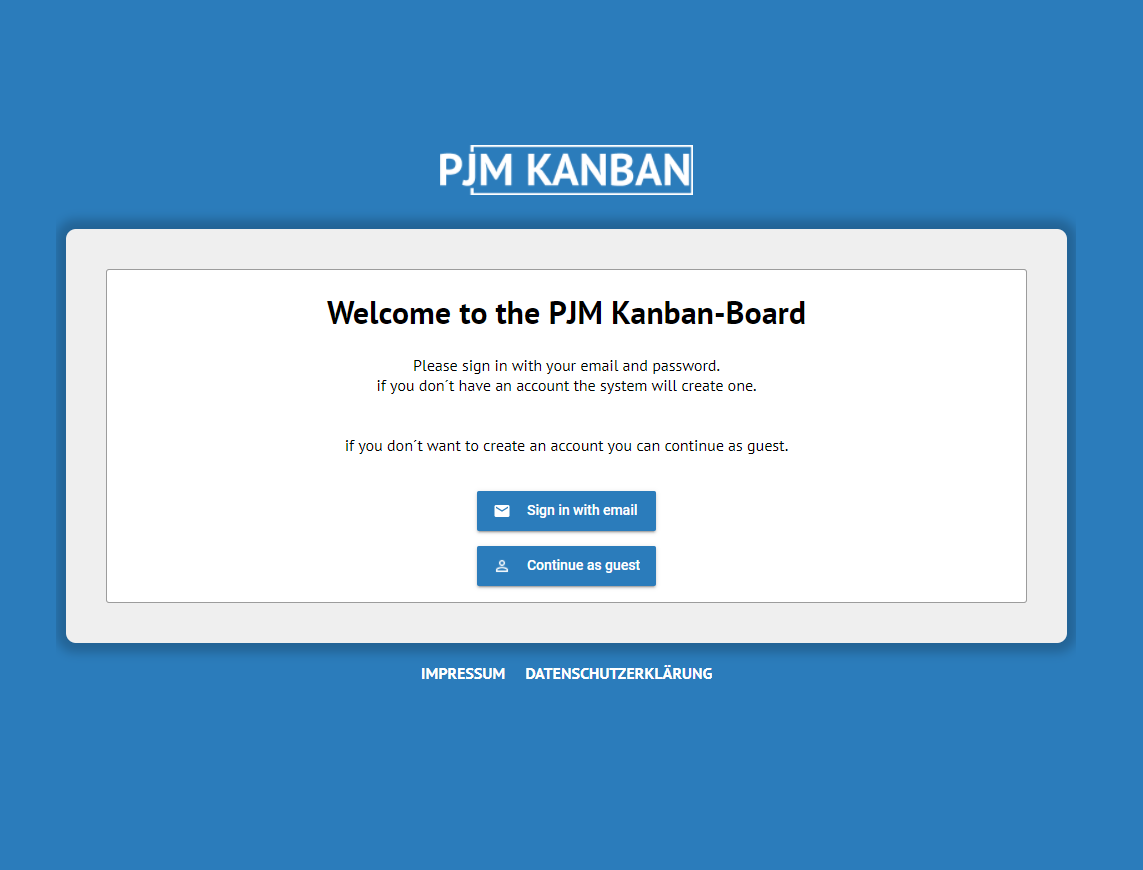 PJM KANBAN
Welcome to the PJM Kanban-Board
Please sign in with your email and password.
if you don´t have an account the system will create one.
if you don´t want to create an account you can continue as guest.
Sign in with email
Continue as guest
IMPRESSUM DATENSCHUTZERKLÄRUNG